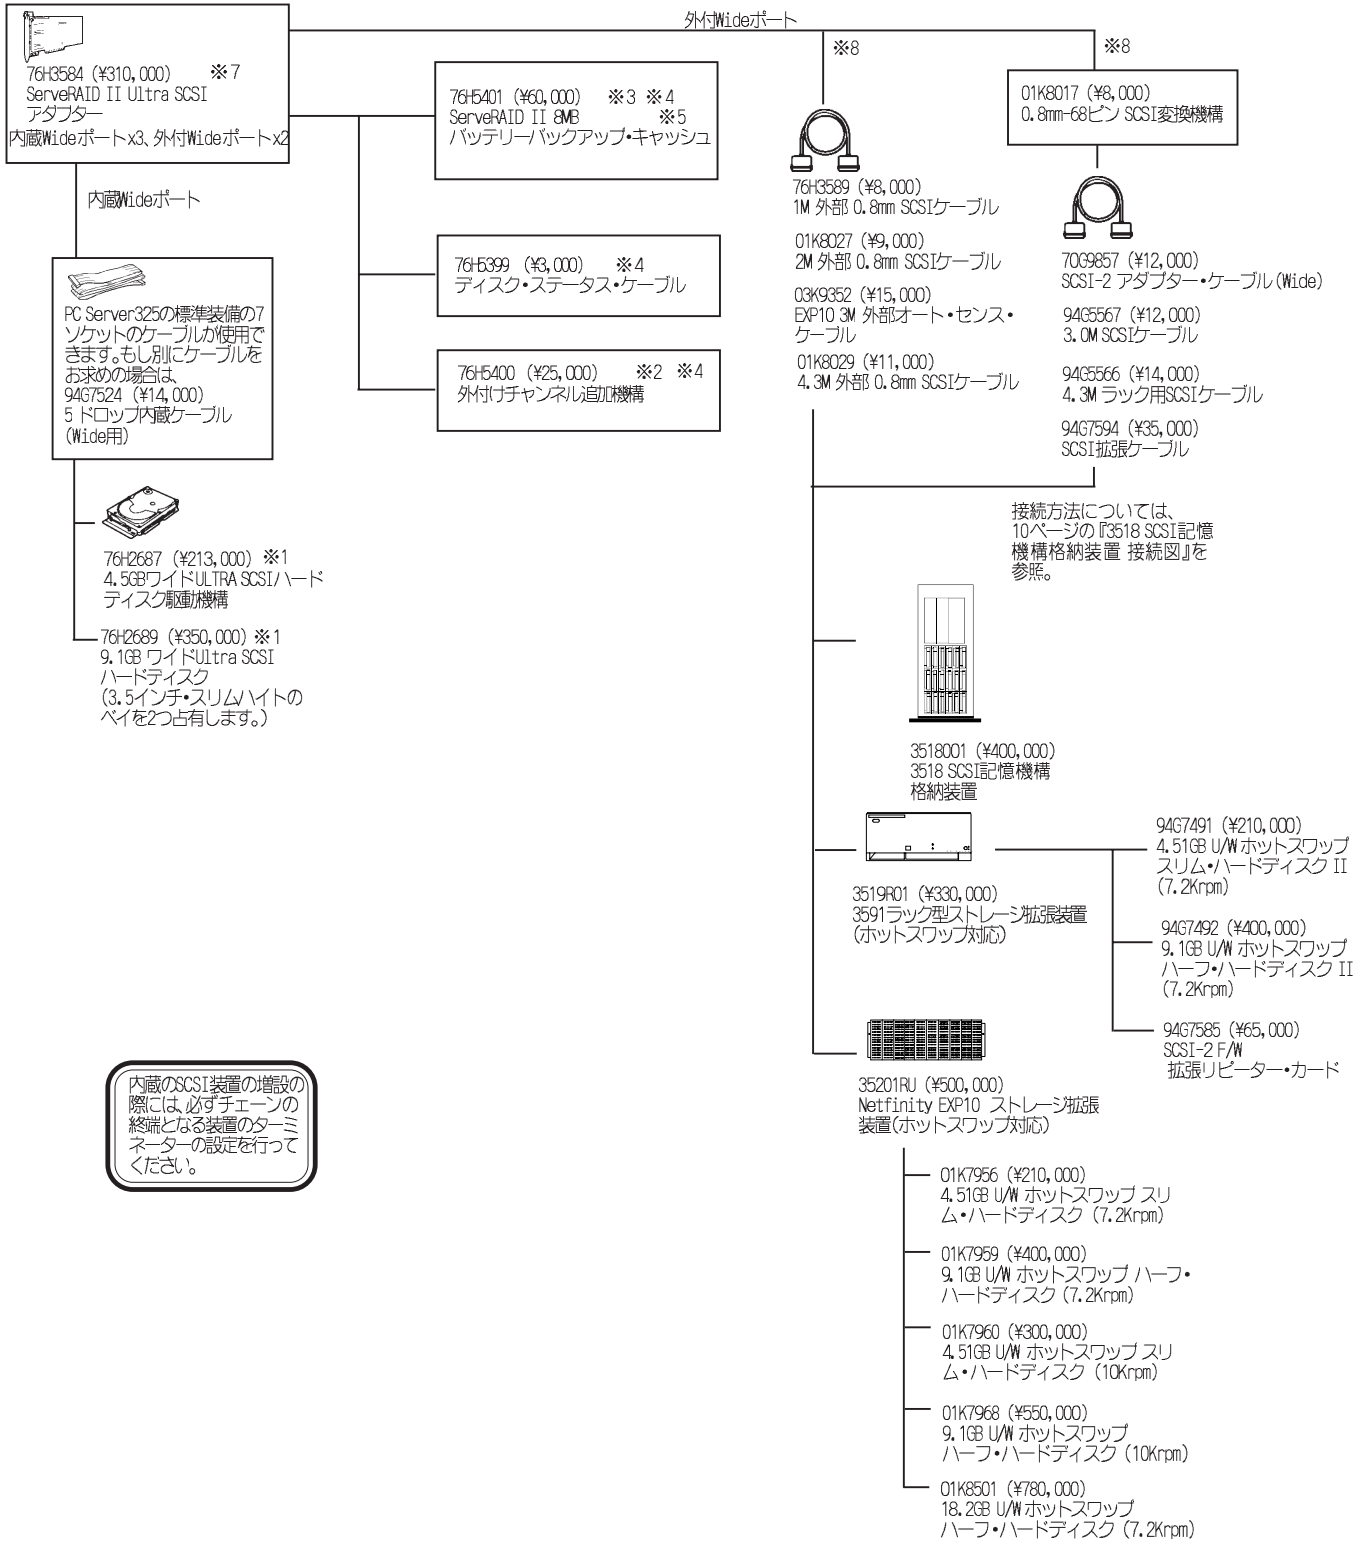 外付Wideポート
76H3584 (¥310,000) ※7
ServeRAID II Ultra SCSI
アダプター
内蔵Wideポートx3、外付Wideポートx2
内蔵Wideポート
PC Server325の標準装備の7
ソケットのケーブルが使用で
きます。もし別にケーブルを
お求めの場合は、
94G7524 (¥14,000)
5 ドロップ内蔵ケーブル
(Wide用)
76H2687 (¥213,000) ※1
4.5GBワイドULTRA SCSIハード
ディスク駆動機構
76H2689 (¥350,000) ※1
9.1GB ワイドUltra SCSI
ハードディスク
(3.5インチ・スリムハイトの
ベイを2つ占有します。)
76H5401 (¥60,000) ※3 ※4
ServeRAID II 8MB ※5
バッテリーバックアップ・キャッシュ
76H5399 (¥3,000) ※4
ディスク・ステータス・ケーブル
76H5400 (¥25,000) ※2 ※4
外付けチャンネル追加機構
※8
76H3589 (¥8,000)
1M 外部 0.8mm SCSIケーブル
01K8027 (¥9,000)
2M 外部 0.8mm SCSIケーブル
03K9352 (¥15,000)
EXP10 3M 外部オート・センス・
ケーブル
01K8029 (¥11,000)
4.3M 外部 0.8mm SCSIケーブル
※8
01K8017 (¥8,000)
0.8mm-68ピン SCSI変換機構
70G9857 (¥12,000)
SCSI-2 アダプター・ケーブル(Wide)
94G5567 (¥12,000)
3.0M SCSIケーブル
94G5566 (¥14,000)
4.3M ラック用SCSIケーブル
94G7594 (¥35,000)
SCSI拡張ケーブル
接続方法については、
10ページの『3518 SCSI記憶
機構格納装置 接続図』を
参照。
3518001 (¥400,000)
3518 SCSI記憶機構
格納装置
3519R01 (¥330,000)
3591ラック型ストレージ拡張装置
(ホットスワップ対応)
94G7491 (¥210,000)
4.51GB U/W ホットスワップ
スリム・ハードディスク II
(7.2Krpm)
94G7492 (¥400,000)
9.1GB U/W ホットスワップ
ハーフ・ハードディスク II
(7.2Krpm)
94G7585 (¥65,000)
SCSI-2 F/W
拡張リピーター・カード
35201RU (¥500,000)
Netfinity EXP10 ストレージ拡張
装置(ホットスワップ対応)
01K7956 (¥210,000)
4.51GB U/W ホットスワップ スリ
ム・ハードディスク (7.2Krpm)
01K7959 (¥400,000)
9.1GB U/W ホットスワップ ハーフ・
ハードディスク (7.2Krpm)
01K7960 (¥300,000)
4.51GB U/W ホットスワップ スリ
ム・ハードディスク (10Krpm)
01K7968 (¥550,000)
9.1GB U/W ホットスワップ
ハーフ・ハードディスク (10Krpm)
01K8501 (¥780,000)
18.2GB U/W ホットスワップ
ハーフ・ハードディスク (7.2Krpm)
内蔵のSCSI装置の増設の
際には、必ずチェーンの
終端となる装置のターミ
ネーターの設定を行って
ください。